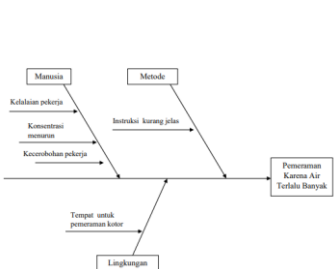 Manusia
Metode
Kelalaian pekerja
Konsentrasi
menurun
Instruksi kurang jelas
Kecerobohan pekerja
Pemeraman
Karena Air
Terlalu Banyak
Tempat untuk
pemeraman kotor
Lingkungan